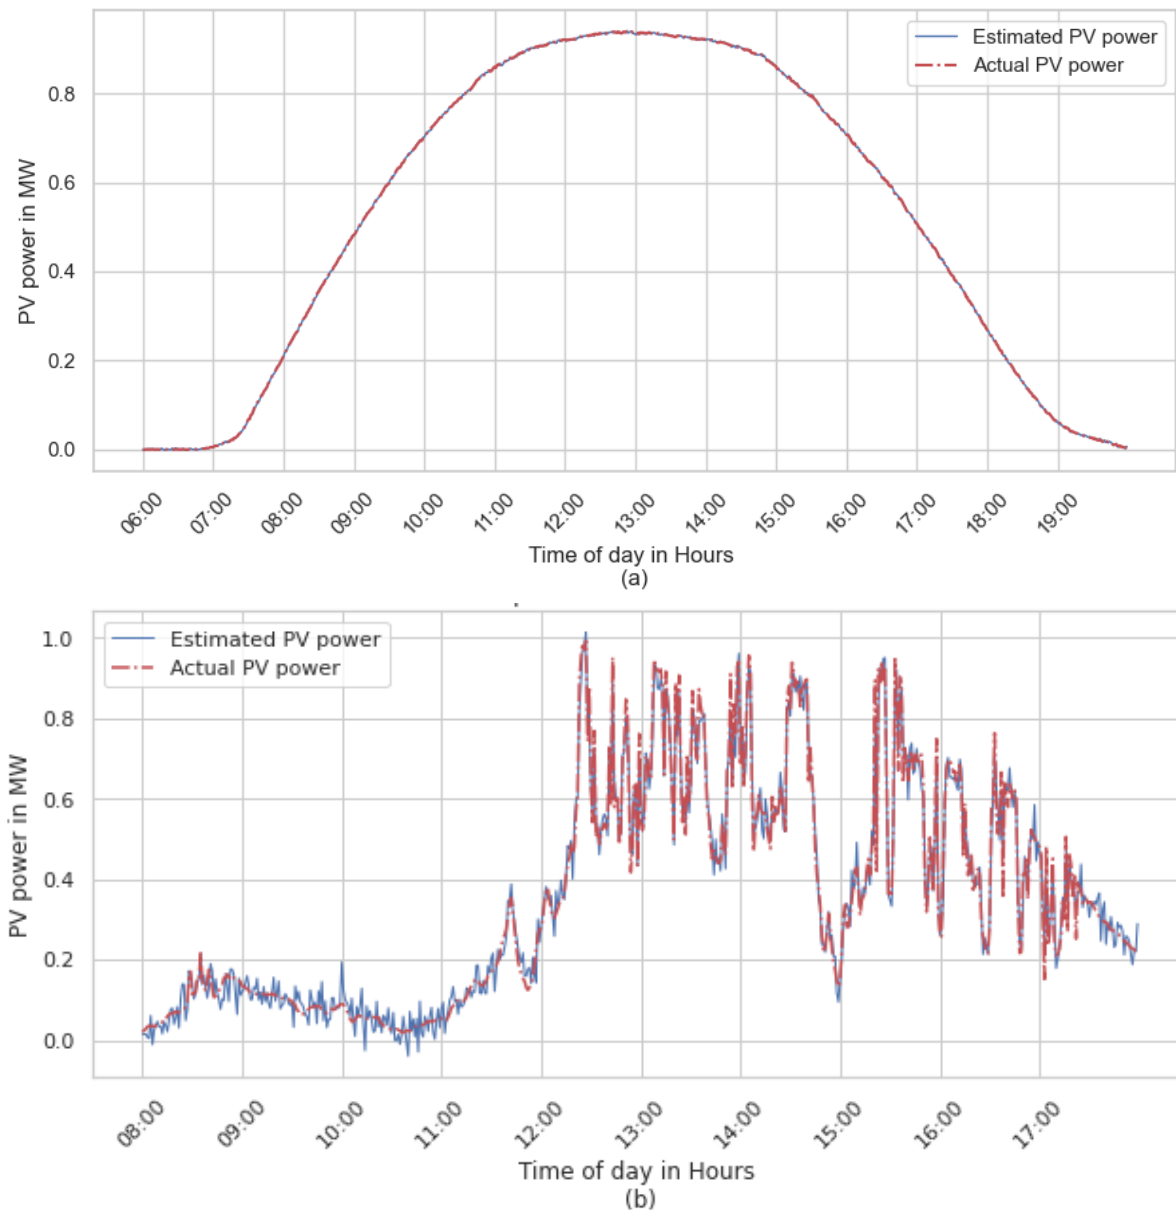 Estimated PV power
Actual PV power
PV power in MW
0.8
0.6
0.4
0.2
0.0
06:00 07:00 08:00 09:00 10:00 11:00 12:00 13:00 14:00 15:00 16:00 17:00 18:00 19:00
Time of day in Hours
(a)
Estimated PV power
Actual PV power
PV power in MW
1.0
0.8
0.6
0.4
0.2
0.0
08:00 09:00 10:00 11:00 12:00 13:00 14:00 15:00 16:00 17:00
Time of day in Hours
(b)